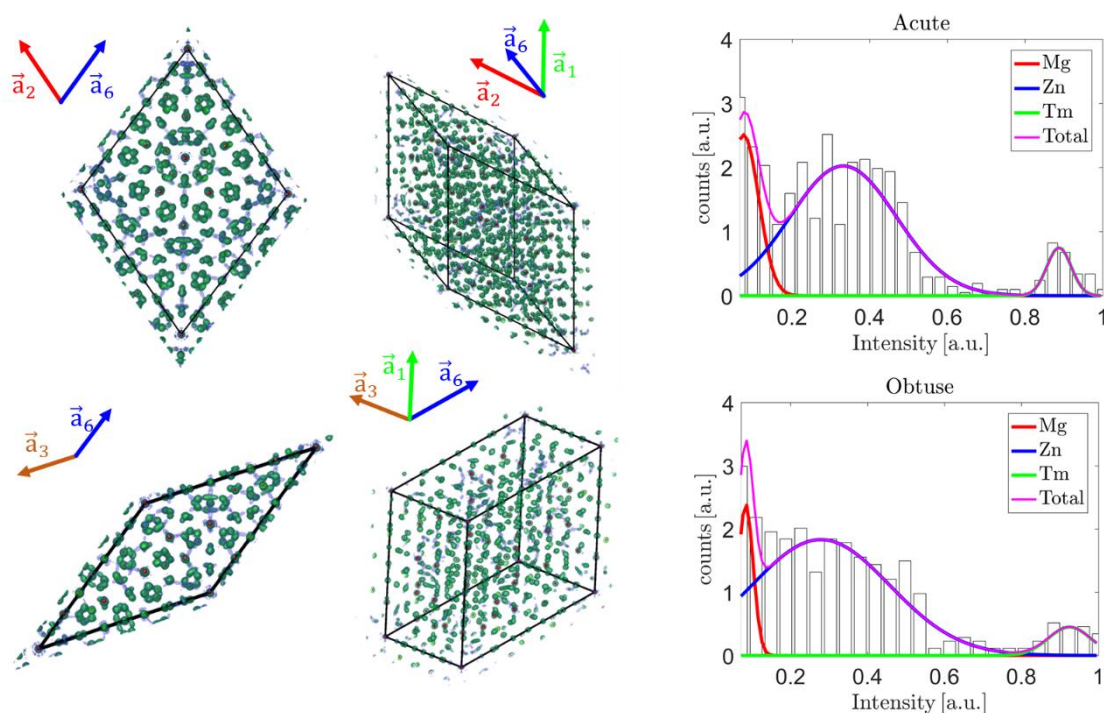 a⃗₂
a⃗₆
a⃗₆
a⃗₁
a⃗₂
a⃗₃
a⃗₆
a⃗₃
a⃗₁
a⃗₆
Acute
counts [a.u.]
4
3
2
1
0
Mg
Zn
Tm
Total
0.2
0.4
0.6
0.8
1
Intensity [a.u.]
Obtuse
counts [a.u.]
4
3
2
1
0
Mg
Zn
Tm
Total
0.2
0.4
0.6
0.8
1
Intensity [a.u.]